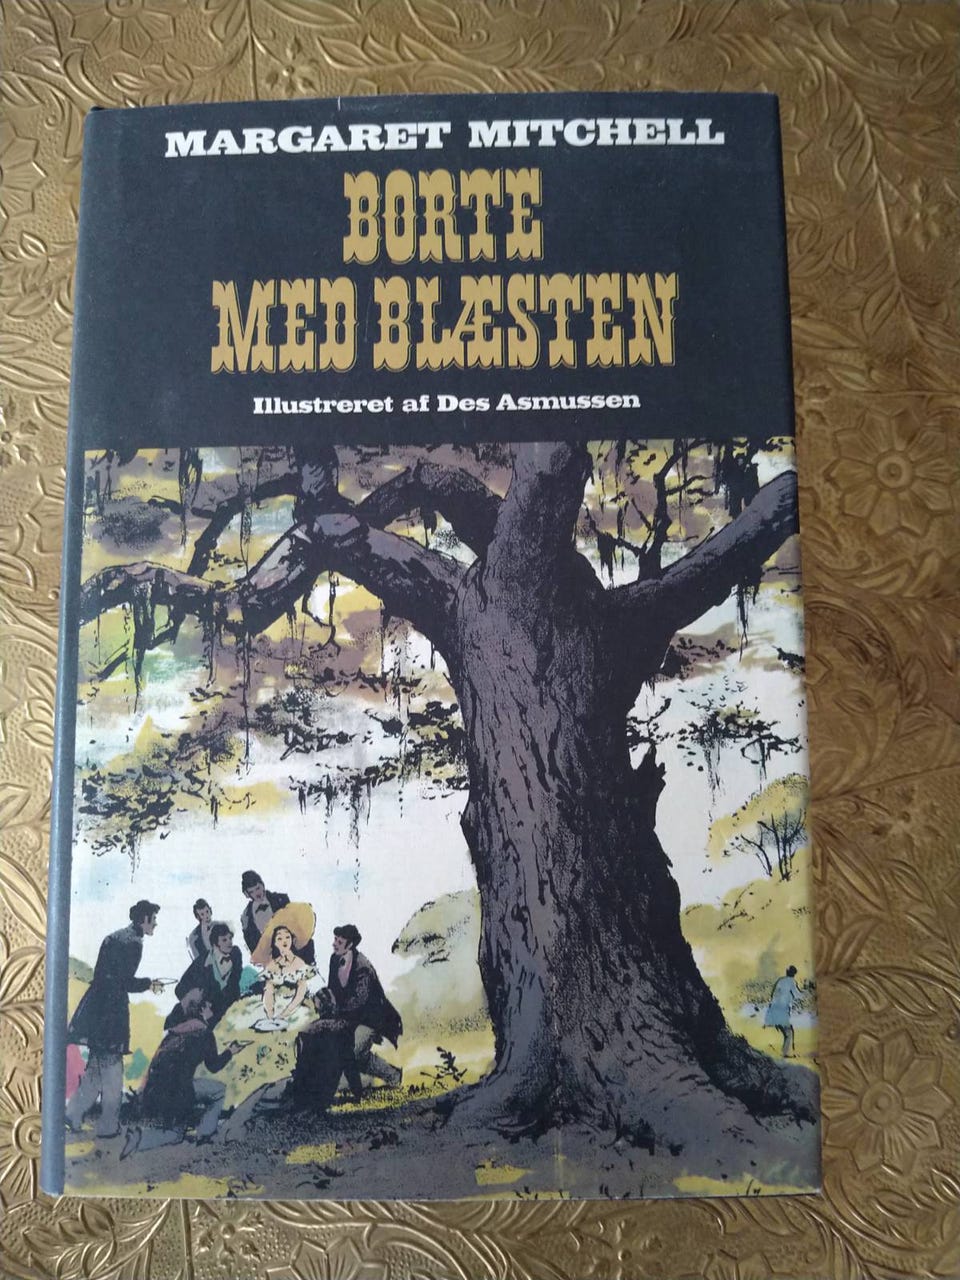 MARGARET MITCHELL
BORTE
MED BLÆSTEN
Illustreret af Des Asmussen